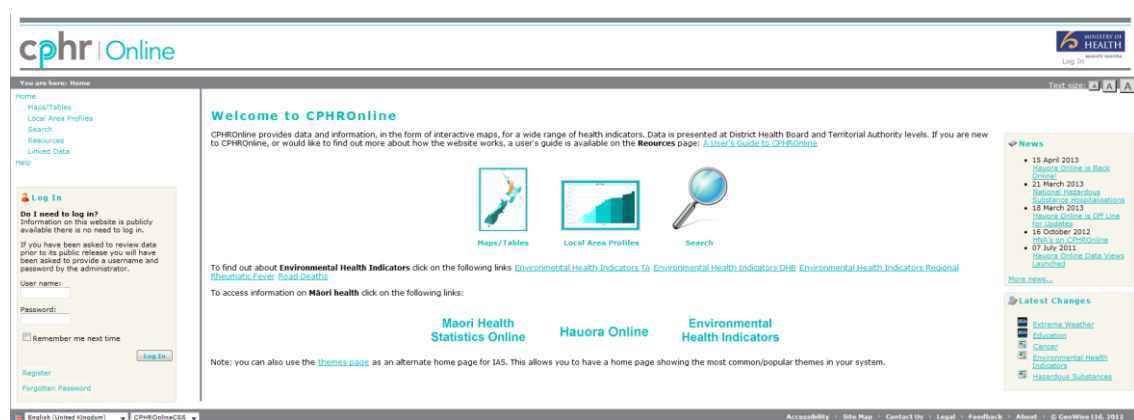 cphr | Online
MINISTRY OF
HEALTH
MANATŪ HAUORA
Log In
You are here: Home
Text size: A A A
Home
Maps/Tables
Local Area Profiles
Search
Resources
Linked Data
Help
Log In
Do I need to log in?
Information on this website is publicly
available there is no need to log in.
If you have been asked to review data
prior to its public release you will have
been asked to provide a username and
password by the administrator.
User name:
Password:
Remember me next time
Log In
Register
Forgotten Password
Welcome to CPHROnline
CPHROnline provides data and information, in the form of interactive maps, for a wide range of health indicators. Data is presented at District Health Board and Territorial Authority levels. If you are new
to CPHROnline, or would like to find out more about how the website works, a user's guide is available on the Reources page: A User's Guide to CPHROnline
Maps/Tables
Local Area Profiles
Search
To find out about Environmental Health Indicators click on the following links Environmental Health Indicators TA Environmental Health Indicators DHB Environmental Health Indicators Regional
Rheumatic Fever Road Deaths
To access information on Māori health click on the following links:
Maori Health
Statistics Online
Hauora Online
Environmental
Health Indicators
Note: you can also use the themes page as an alternate home page for IAS. This allows you to have a home page showing the most common/popular themes in your system.
News
15 April 2013
Hauora Online is Back
Online!
21 March 2013
National Hazardous
Substance Hospitalisations
18 March 2013
Hauora Online is Off Line
for Updates
16 October 2012
HNA's on CPHROnline
07 July 2011
Hauora Online Data Views
Launched
More news...
Latest Changes
Extreme Weather
Education
Cancer
Environmental Health
Indicators
Hazardous Substances
English (United Kingdom)
CPHROnlineCSS
Accessibility · Site Map · Contact Us · Legal · Feedback · About · © GeoWise Ltd, 2012